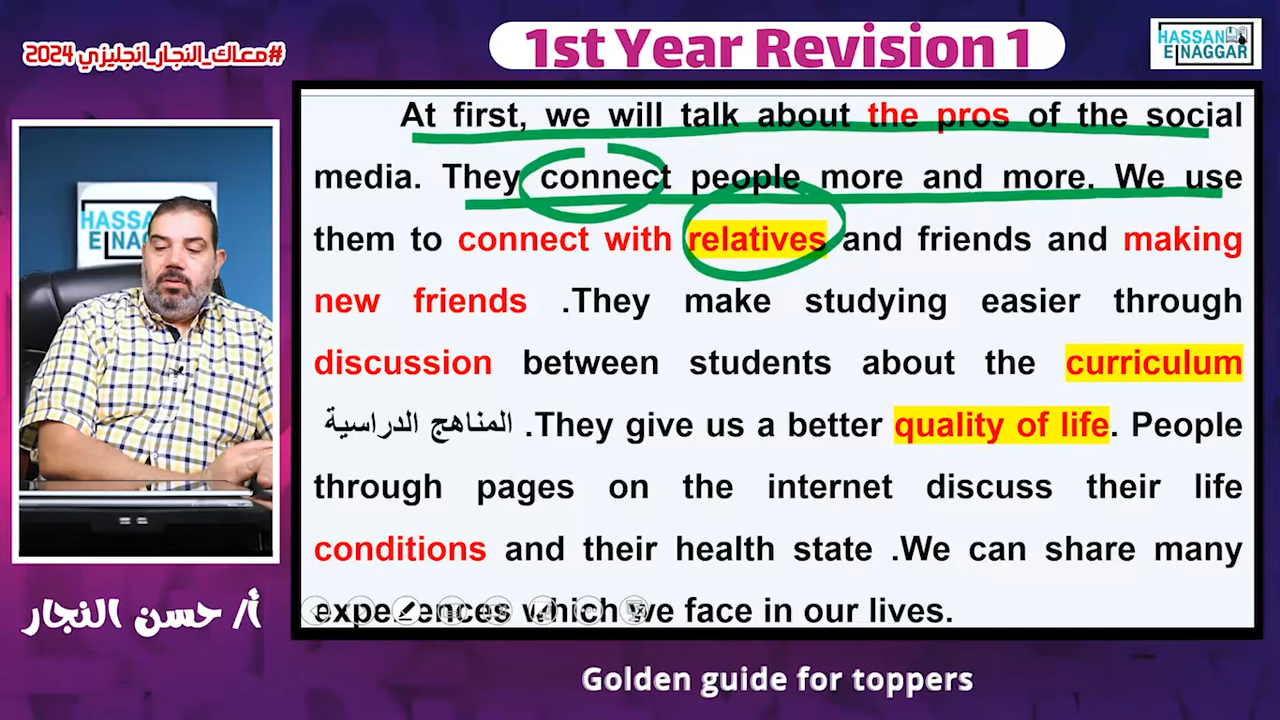 #معاك_النجار_انجليزي 2024
1st Year Revision 1
HASSAN
ELNAGGAR
At first, we will talk about the pros of the social
media. They connect people more and more. We use
them to connect with relatives and friends and making
new friends .They make studying easier through
discussion between students about the curriculum
المناهج الدراسية .They give us a better quality of life. People
through pages on the internet discuss their life
conditions and their health state .We can share many
experiences which we face in our lives.
HASSAN
ELNAGGAR
أ/ حسن النجار
Golden guide for toppers